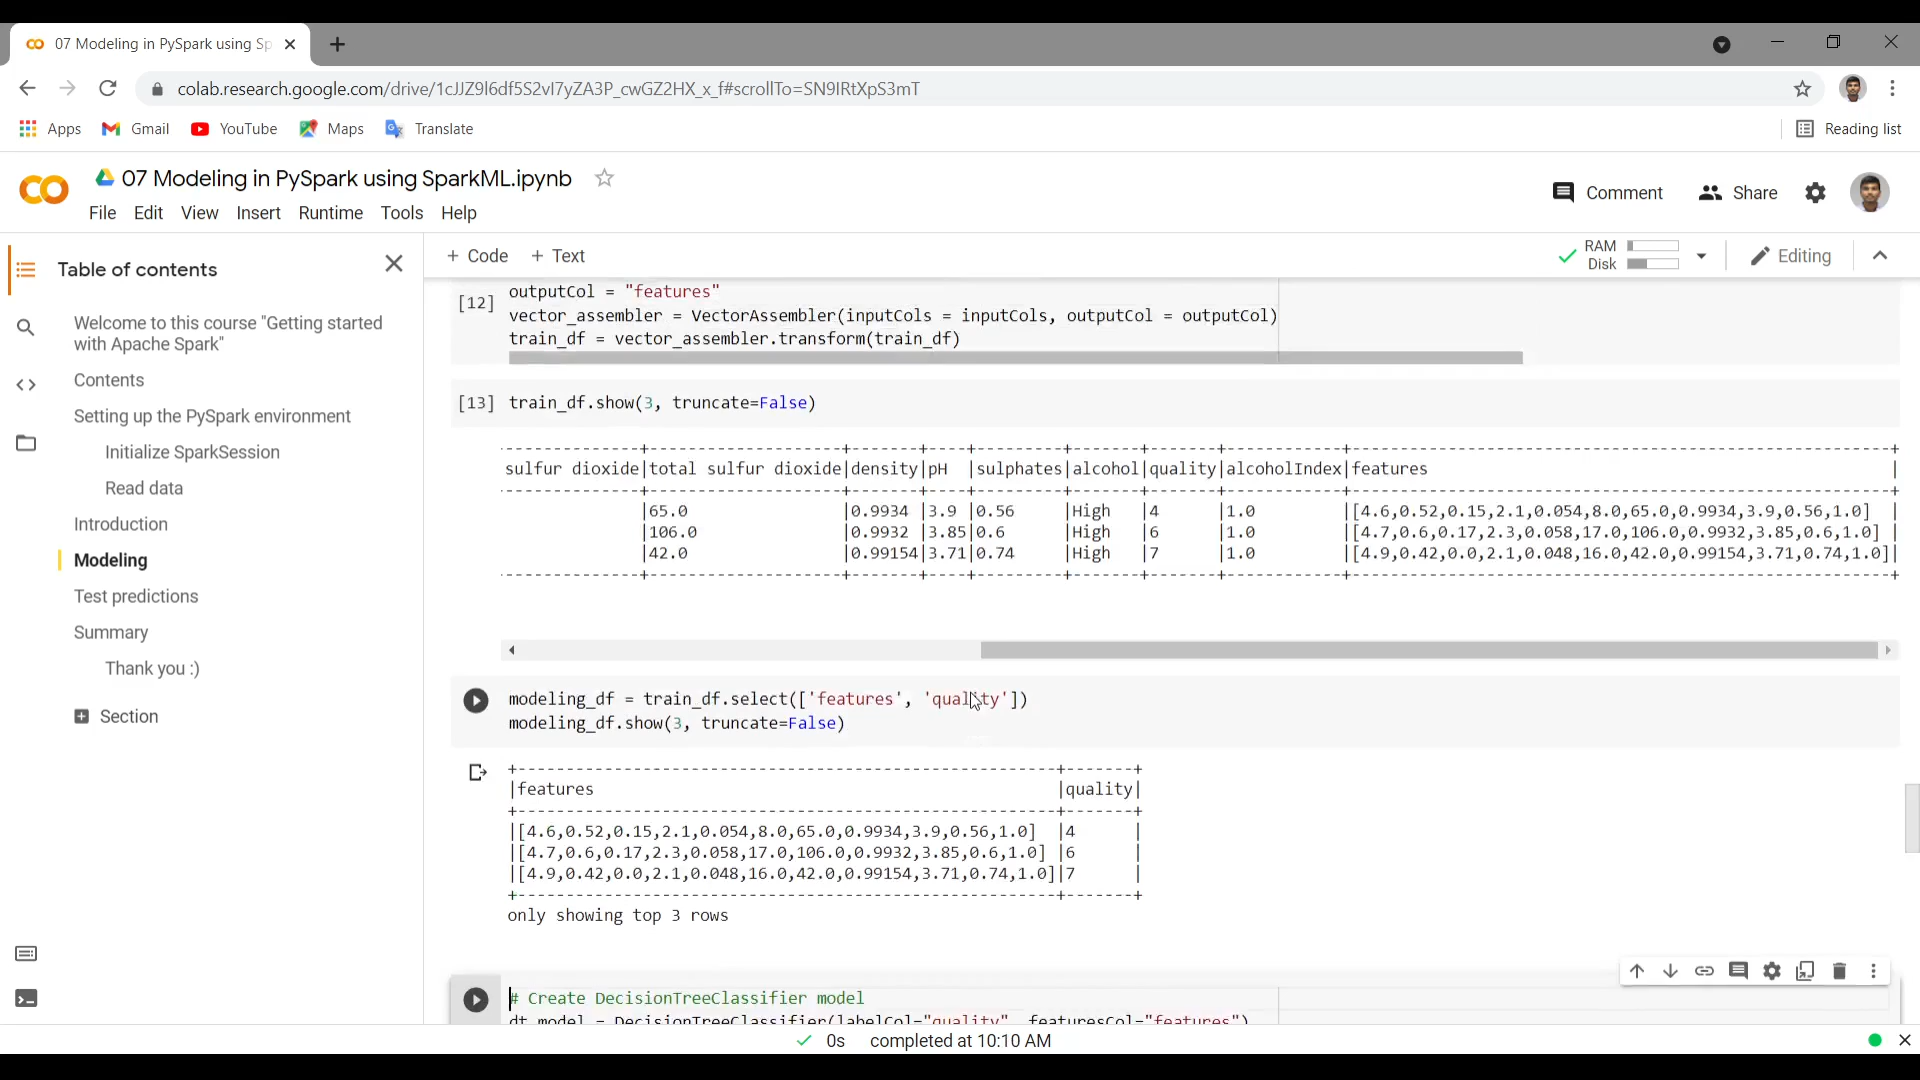 07 Modeling in PySpark using Sp
colab.research.google.com/drive/1cJJZ9l6df5S2vI7yZA3P_cwGZ2HX_x_f#scrollTo=SN9IRtXpS3mT
Apps Gmail YouTube Maps Translate Reading list
07 Modeling in PySpark using SparkML.ipynb
Comment Share
File Edit View Insert Runtime Tools Help
Table of contents
+ Code + Text
RAM
Disk
Editing
Welcome to this course "Getting started
with Apache Spark"
Contents
Setting up the PySpark environment
Initialize SparkSession
Read data
Introduction
Modeling
Test predictions
Summary
Thank you :)
Section
[12]
outputCol = "features"
vector_assembler = VectorAssembler(inputCols = inputCols, outputCol = outputCol)
train_df = vector_assembler.transform(train_df)
[13] train_df.show(3, truncate=False)
sulfur dioxide|total sulfur dioxide|density|pH |sulphates|alcohol|quality|alcoholIndex|features |
|65.0 |0.9934 |3.9 |0.56 |High |4 |1.0 |[4.6,0.52,0.15,2.1,0.054,8.0,65.0,0.9934,3.9,0.56,1.0] |
|106.0 |0.9932 |3.85|0.6 |High |6 |1.0 |[4.7,0.6,0.17,2.3,0.058,17.0,106.0,0.9932,3.85,0.6,1.0] |
|42.0 |0.99154|3.71|0.74 |High |7 |1.0 |[4.9,0.42,0.0,2.1,0.048,16.0,42.0,0.99154,3.71,0.74,1.0]|
modeling_df = train_df.select(['features', 'quality'])
modeling_df.show(3, truncate=False)
|features |quality|
|[4.6,0.52,0.15,2.1,0.054,8.0,65.0,0.9934,3.9,0.56,1.0] |4 |
|[4.7,0.6,0.17,2.3,0.058,17.0,106.0,0.9932,3.85,0.6,1.0] |6 |
|[4.9,0.42,0.0,2.1,0.048,16.0,42.0,0.99154,3.71,0.74,1.0]|7 |
only showing top 3 rows
# Create DecisionTreeClassifier model
dt_model = DecisionTreeClassifier(labelCol="quality", featuresCol="features")
0s completed at 10:10 AM